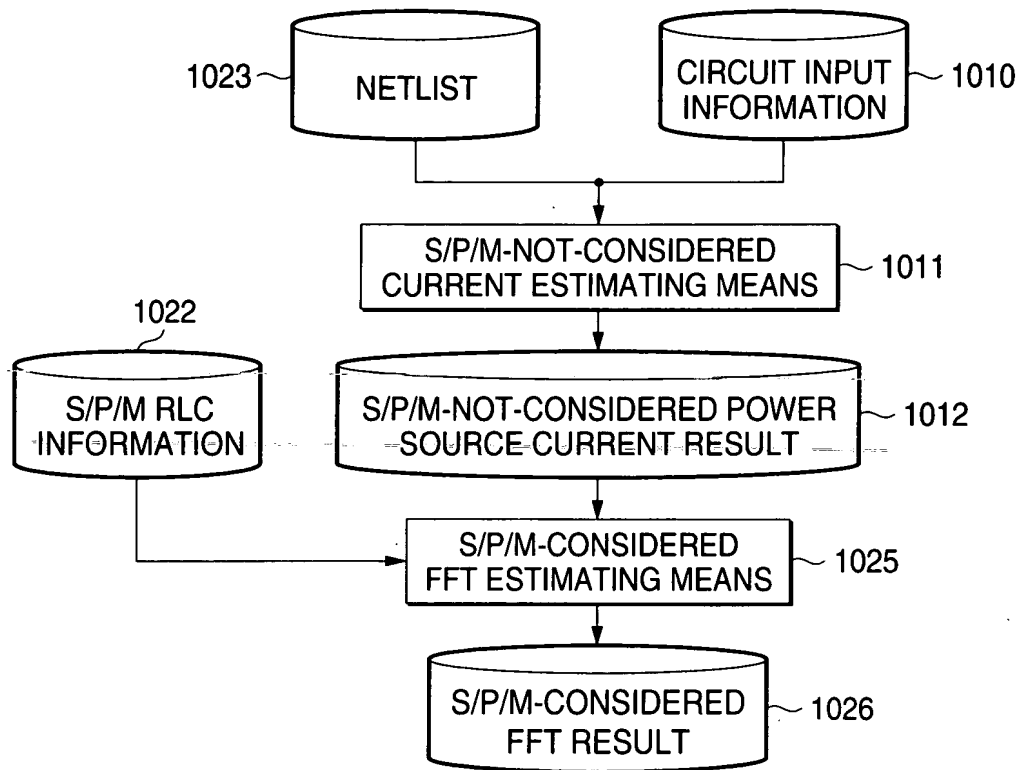 1023
NETLIST
CIRCUIT INPUT
INFORMATION
1010
S/P/M-NOT-CONSIDERED
CURRENT ESTIMATING MEANS
1011
1022
S/P/M RLC
INFORMATION
S/P/M-NOT-CONSIDERED POWER
SOURCE CURRENT RESULT
1012
S/P/M-CONSIDERED
FFT ESTIMATING MEANS
1025
S/P/M-CONSIDERED
FFT RESULT
1026